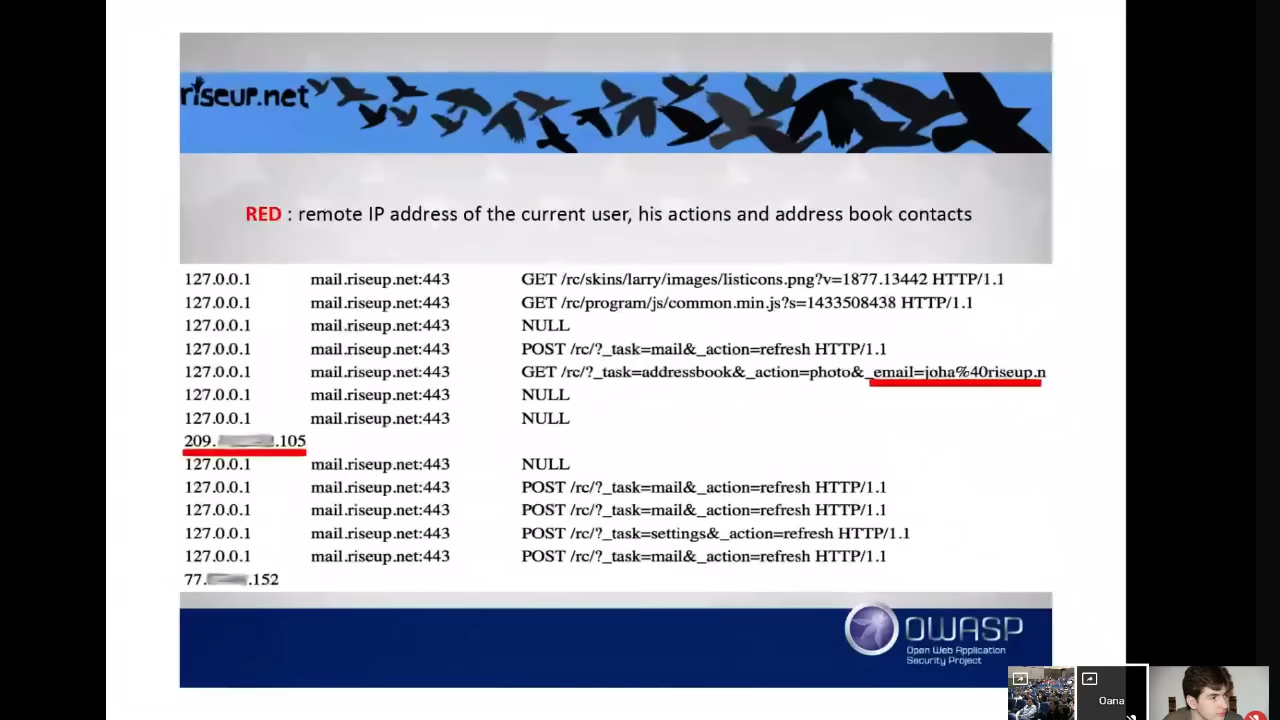 riseup.net
RED : remote IP address of the current user, his actions and address book contacts
127.0.0.1 mail.riseup.net:443 GET /rc/skins/larry/images/listicons.png?v=1877.13442 HTTP/1.1
127.0.0.1 mail.riseup.net:443 GET /rc/program/js/common.min.js?s=1433508438 HTTP/1.1
127.0.0.1 mail.riseup.net:443 NULL
127.0.0.1 mail.riseup.net:443 POST /rc/?_task=mail&_action=refresh HTTP/1.1
127.0.0.1 mail.riseup.net:443 GET /rc/?_task=addressbook&_action=photo&_email=joha%40riseup.n
127.0.0.1 mail.riseup.net:443 NULL
127.0.0.1 mail.riseup.net:443 NULL
209. .105
127.0.0.1 mail.riseup.net:443 NULL
127.0.0.1 mail.riseup.net:443 POST /rc/?_task=mail&_action=refresh HTTP/1.1
127.0.0.1 mail.riseup.net:443 POST /rc/?_task=mail&_action=refresh HTTP/1.1
127.0.0.1 mail.riseup.net:443 POST /rc/?_task=settings&_action=refresh HTTP/1.1
127.0.0.1 mail.riseup.net:443 POST /rc/?_task=mail&_action=refresh HTTP/1.1
77. .152
OWASP
Open Web Application
Security Project
Oana